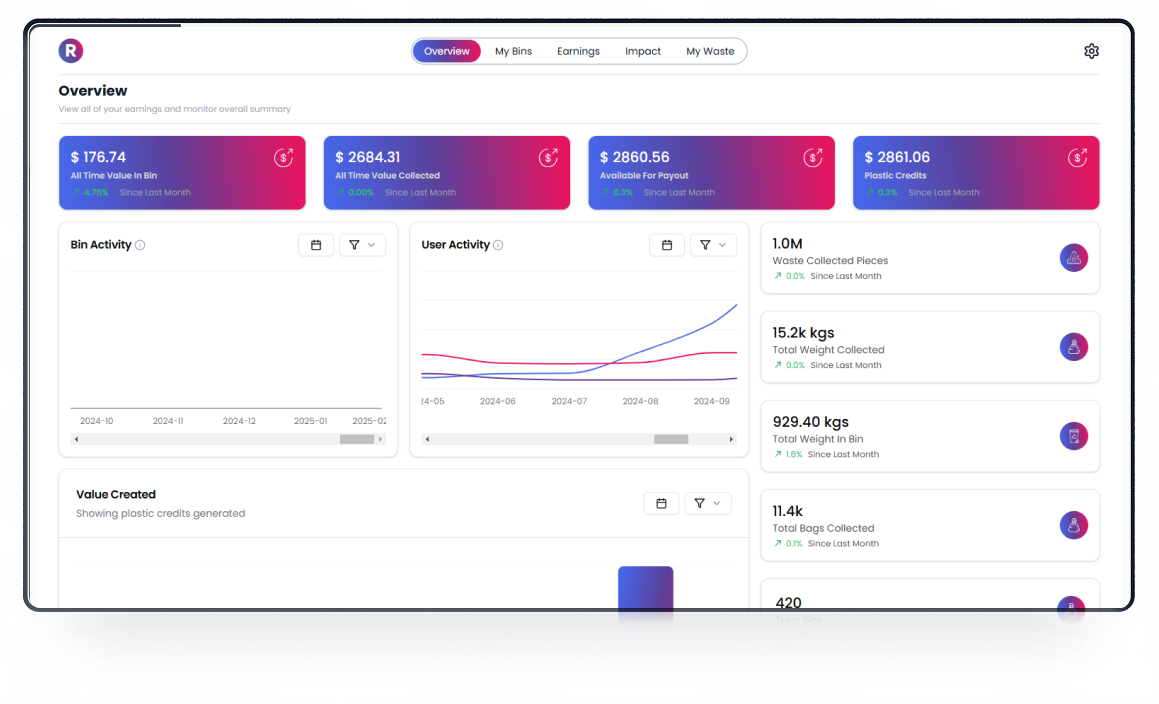 R
Overview My Bins Earnings Impact My Waste
Overview
View all of your earnings and monitor overall summary
$ 176.74
All Time Value In Bin
4.75% Since Last Month
$ 2684.31
All Time Value Collected
0.00% Since Last Month
$ 2860.56
Available For Payout
0.3% Since Last Month
$ 2861.06
Plastic Credits
0.3% Since Last Month
Bin Activity
2024-10 2024-11 2024-12 2025-01 2025-02
User Activity
24-05 2024-06 2024-07 2024-08 2024-09
1.0M
Waste Collected Pieces
0.0% Since Last Month
15.2k kgs
Total Weight Collected
0.0% Since Last Month
929.40 kgs
Total Weight In Bin
1.6% Since Last Month
11.4k
Total Bags Collected
0.1% Since Last Month
420
Total Bins
Value Created
Showing plastic credits generated